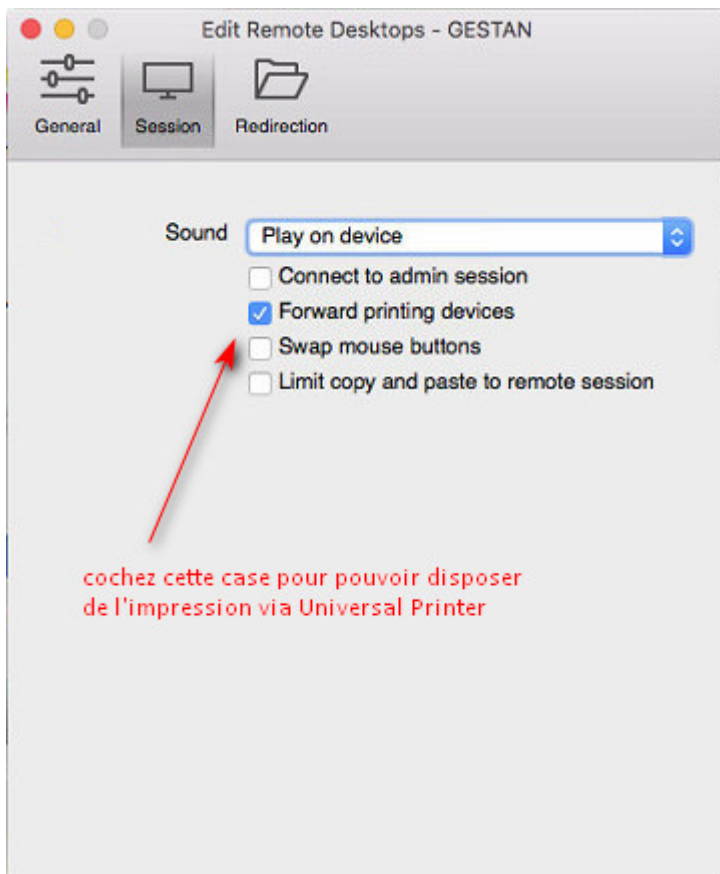 Edit Remote Desktops - GESTAN
General Session Redirection
Sound Play on device
Connect to admin session
Forward printing devices
Swap mouse buttons
Limit copy and paste to remote session
cochez cette case pour pouvoir disposer
de l'impression via Universal Printer